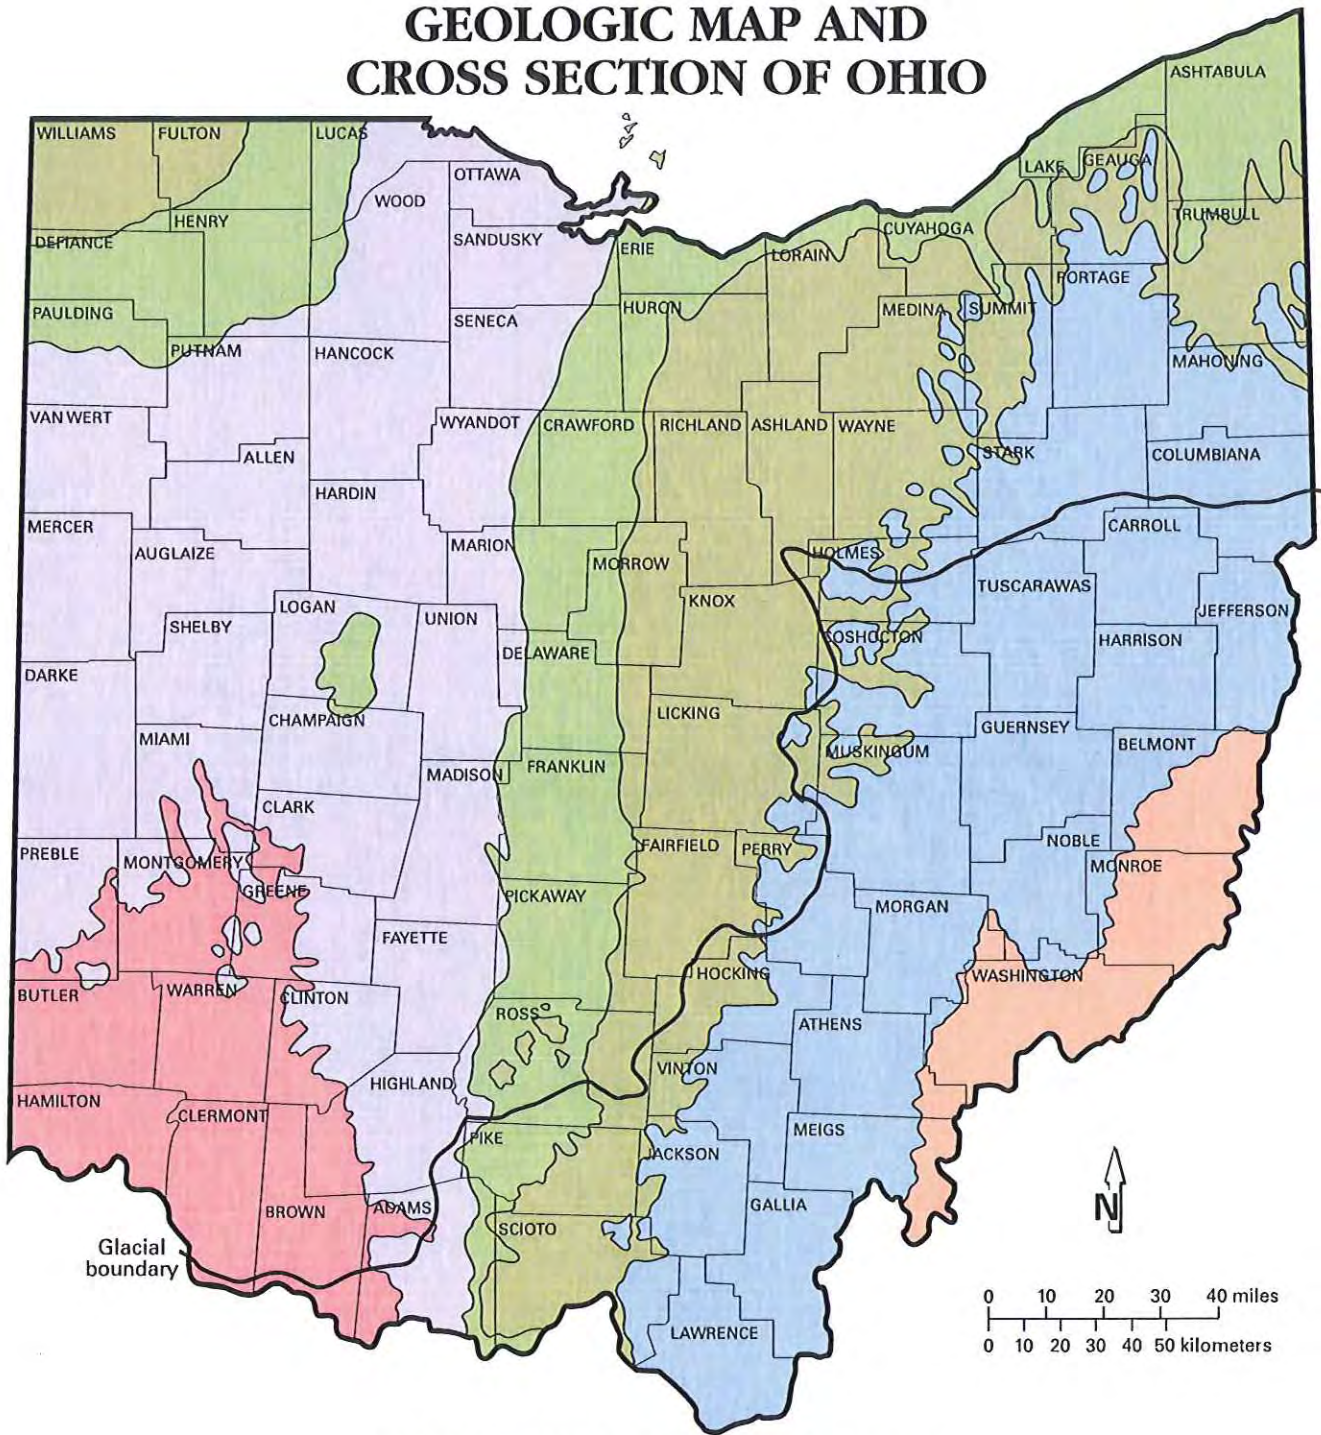 GEOLOGIC MAP AND
CROSS SECTION OF OHIO
ASHTABULA
WILLIAMS
FULTON
LUCAS
LAKE
GEAUGA
OTTAWA
WOOD
HENRY
TRUMBULL
CUYAHOGA
DEFIANCE
SANDUSKY
ERIE
LORAIN
PORTAGE
PAULDING
HURON
MEDINA
SUMMIT
SENECA
PUTNAM
HANCOCK
MAHONING
VAN WERT
WYANDOT
CRAWFORD
RICHLAND
ASHLAND
WAYNE
STARK
COLUMBIANA
ALLEN
HARDIN
MERCER
CARROLL
AUGLAIZE
MARION
MORROW
HOLMES
TUSCARAWAS
KNOX
LOGAN
JEFFERSON
SHELBY
UNION
COSHOCTON
HARRISON
DELAWARE
DARKE
LICKING
CHAMPAIGN
GUERNSEY
MIAMI
MUSKINGUM
BELMONT
MADISON
FRANKLIN
CLARK
NOBLE
PREBLE
MONTGOMERY
FAIRFIELD
PERRY
MONROE
GREENE
PICKAWAY
MORGAN
FAYETTE
HOCKING
WASHINGTON
BUTLER
WARREN
CLINTON
ROSS
ATHENS
VINTON
HIGHLAND
HAMILTON
CLERMONT
PIKE
MEIGS
JACKSON
BROWN
ADAMS
GALLIA
SCIOTO
N
Glacial
boundary
0 10 20 30 40 miles
LAWRENCE
0 10 20 30 40 50 kilometers